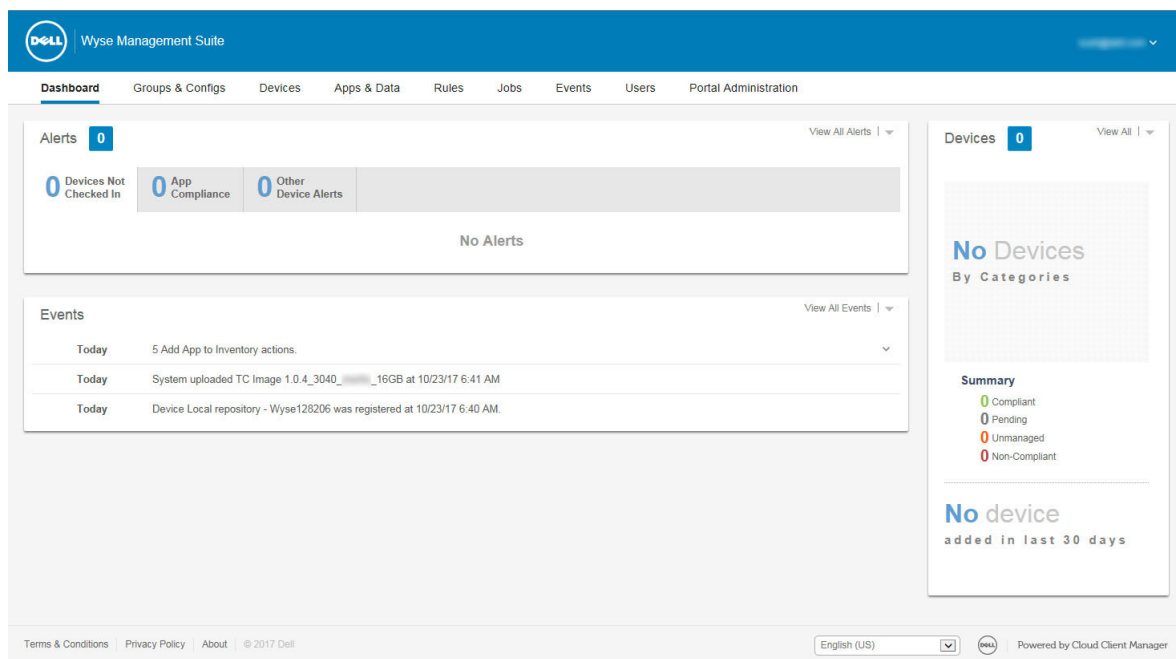 DELL Wyse Management Suite
Dashboard Groups & Configs Devices Apps & Data Rules Jobs Events Users Portal Administration
Alerts 0 View All Alerts |
0 Devices Not Checked In
0 App Compliance
0 Other Device Alerts
No Alerts
Events View All Events |
Today 5 Add App to Inventory actions.
Today System uploaded TC Image 1.0.4_3040_ _16GB at 10/23/17 6:41 AM
Today Device Local repository - Wyse128206 was registered at 10/23/17 6:40 AM.
Devices 0 View All |
No Devices
By Categories
Summary
0 Compliant
0 Pending
0 Unmanaged
0 Non-Compliant
No device
added in last 30 days
Terms & Conditions Privacy Policy About © 2017 Dell
English (US) DELL Powered by Cloud Client Manager